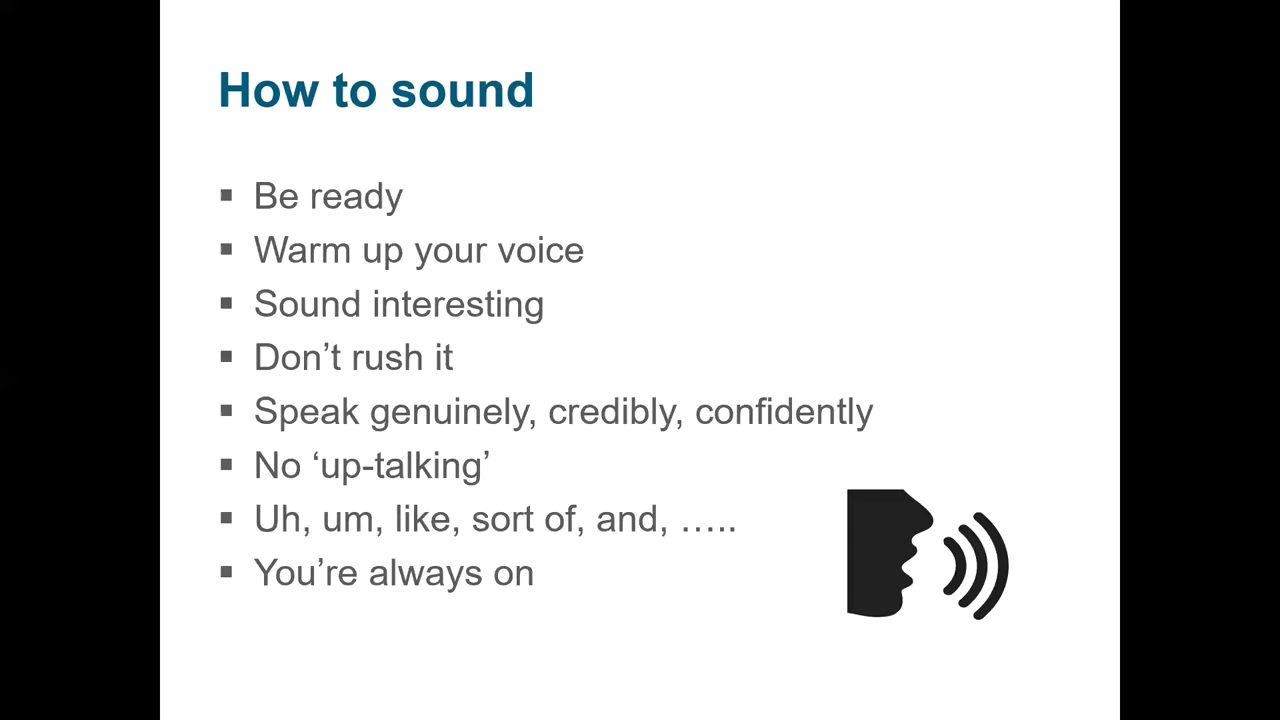 How to sound
▪ Be ready
▪ Warm up your voice
▪ Sound interesting
▪ Don’t rush it
▪ Speak genuinely, credibly, confidently
▪ No ‘up-talking’
▪ Uh, um, like, sort of, and, …..
▪ You’re always on